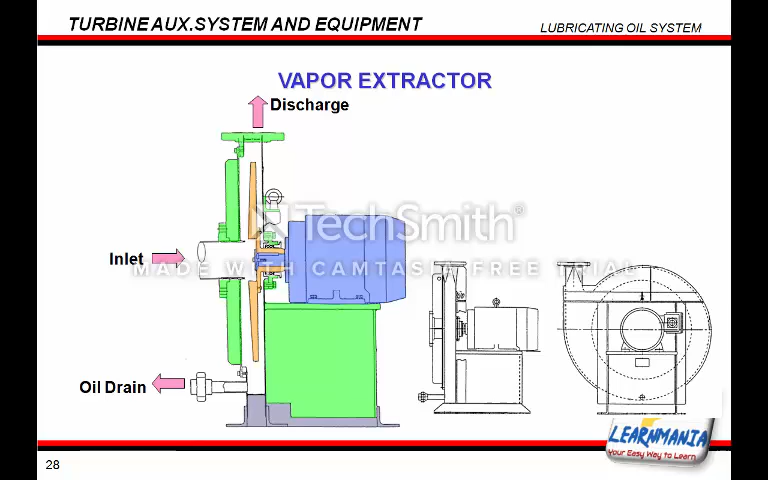 TURBINE AUX.SYSTEM AND EQUIPMENT
LUBRICATING OIL SYSTEM
VAPOR EXTRACTOR
Discharge
TechSmith®
Inlet
MADE WITH CAMTASIA FREE TRIAL
Oil Drain
LEARNMANIA
Your Easy Way to Learn
28